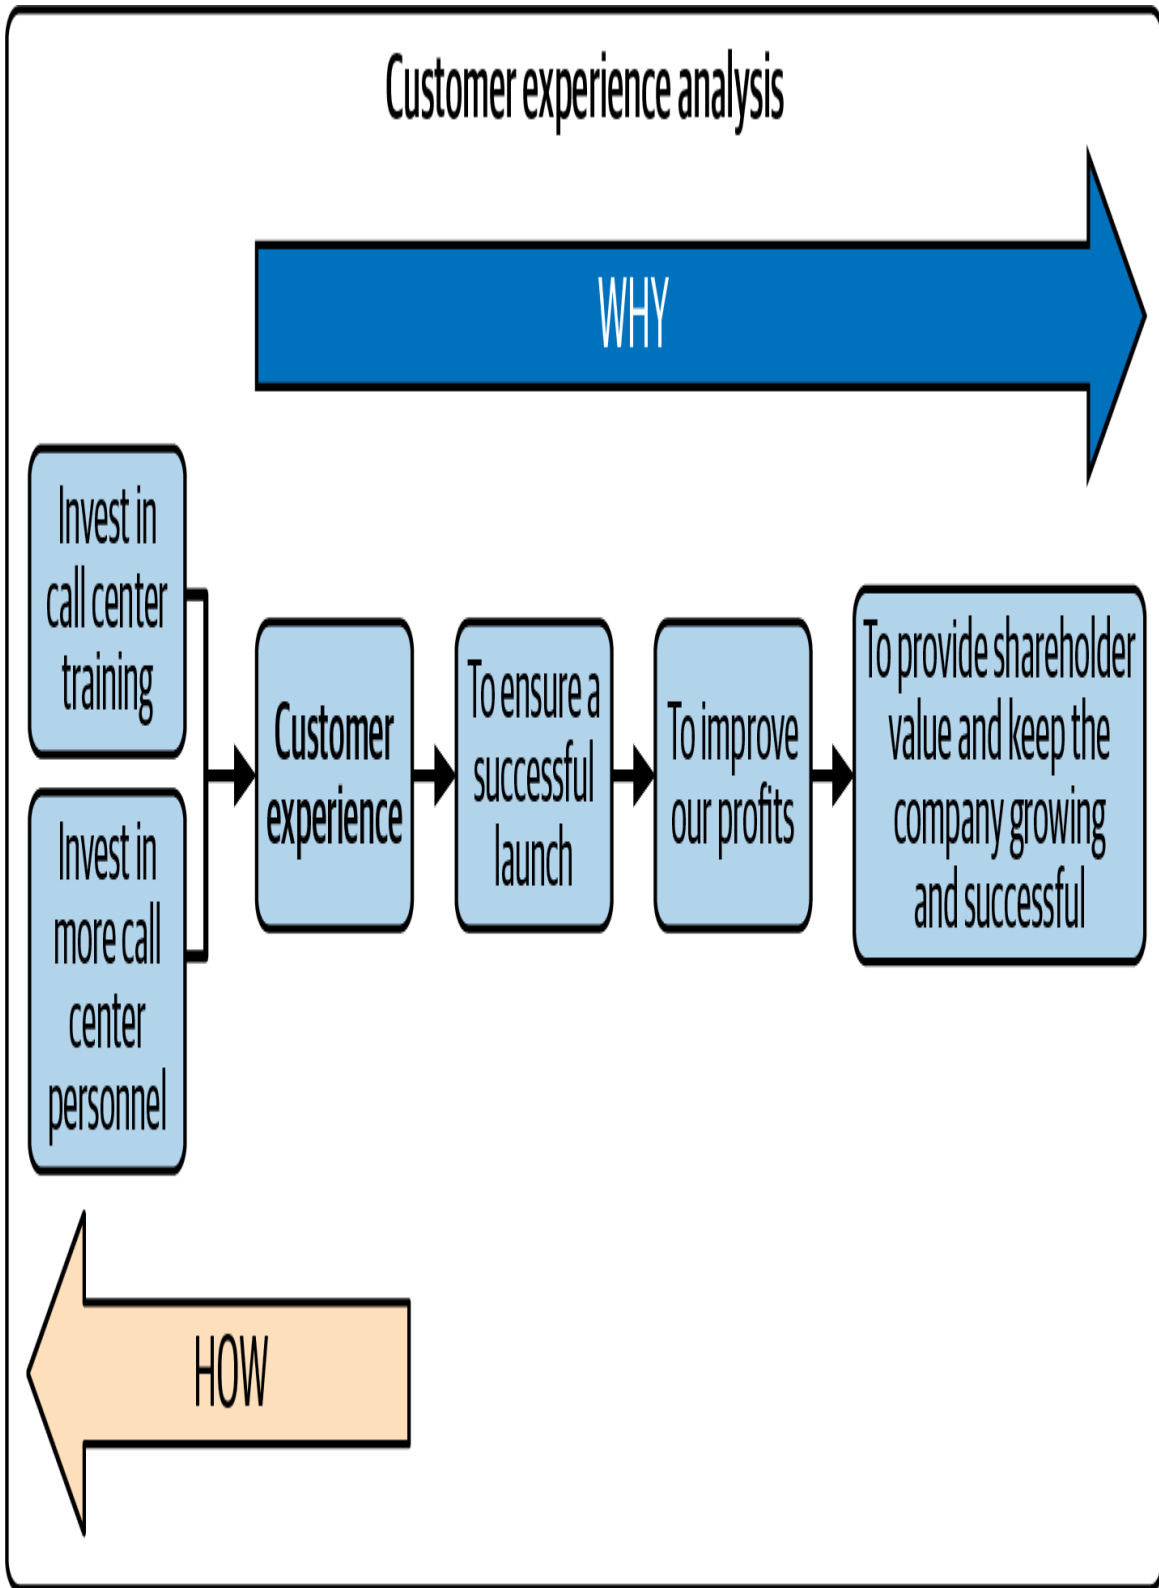 Customer experience analysis
WHY
Invest in
call center
training
Invest in
more call
center
personnel
Customer
experience
To ensure a
successful
launch
To improve
our profits
To provide shareholder
value and keep the
company growing
and successful
HOW